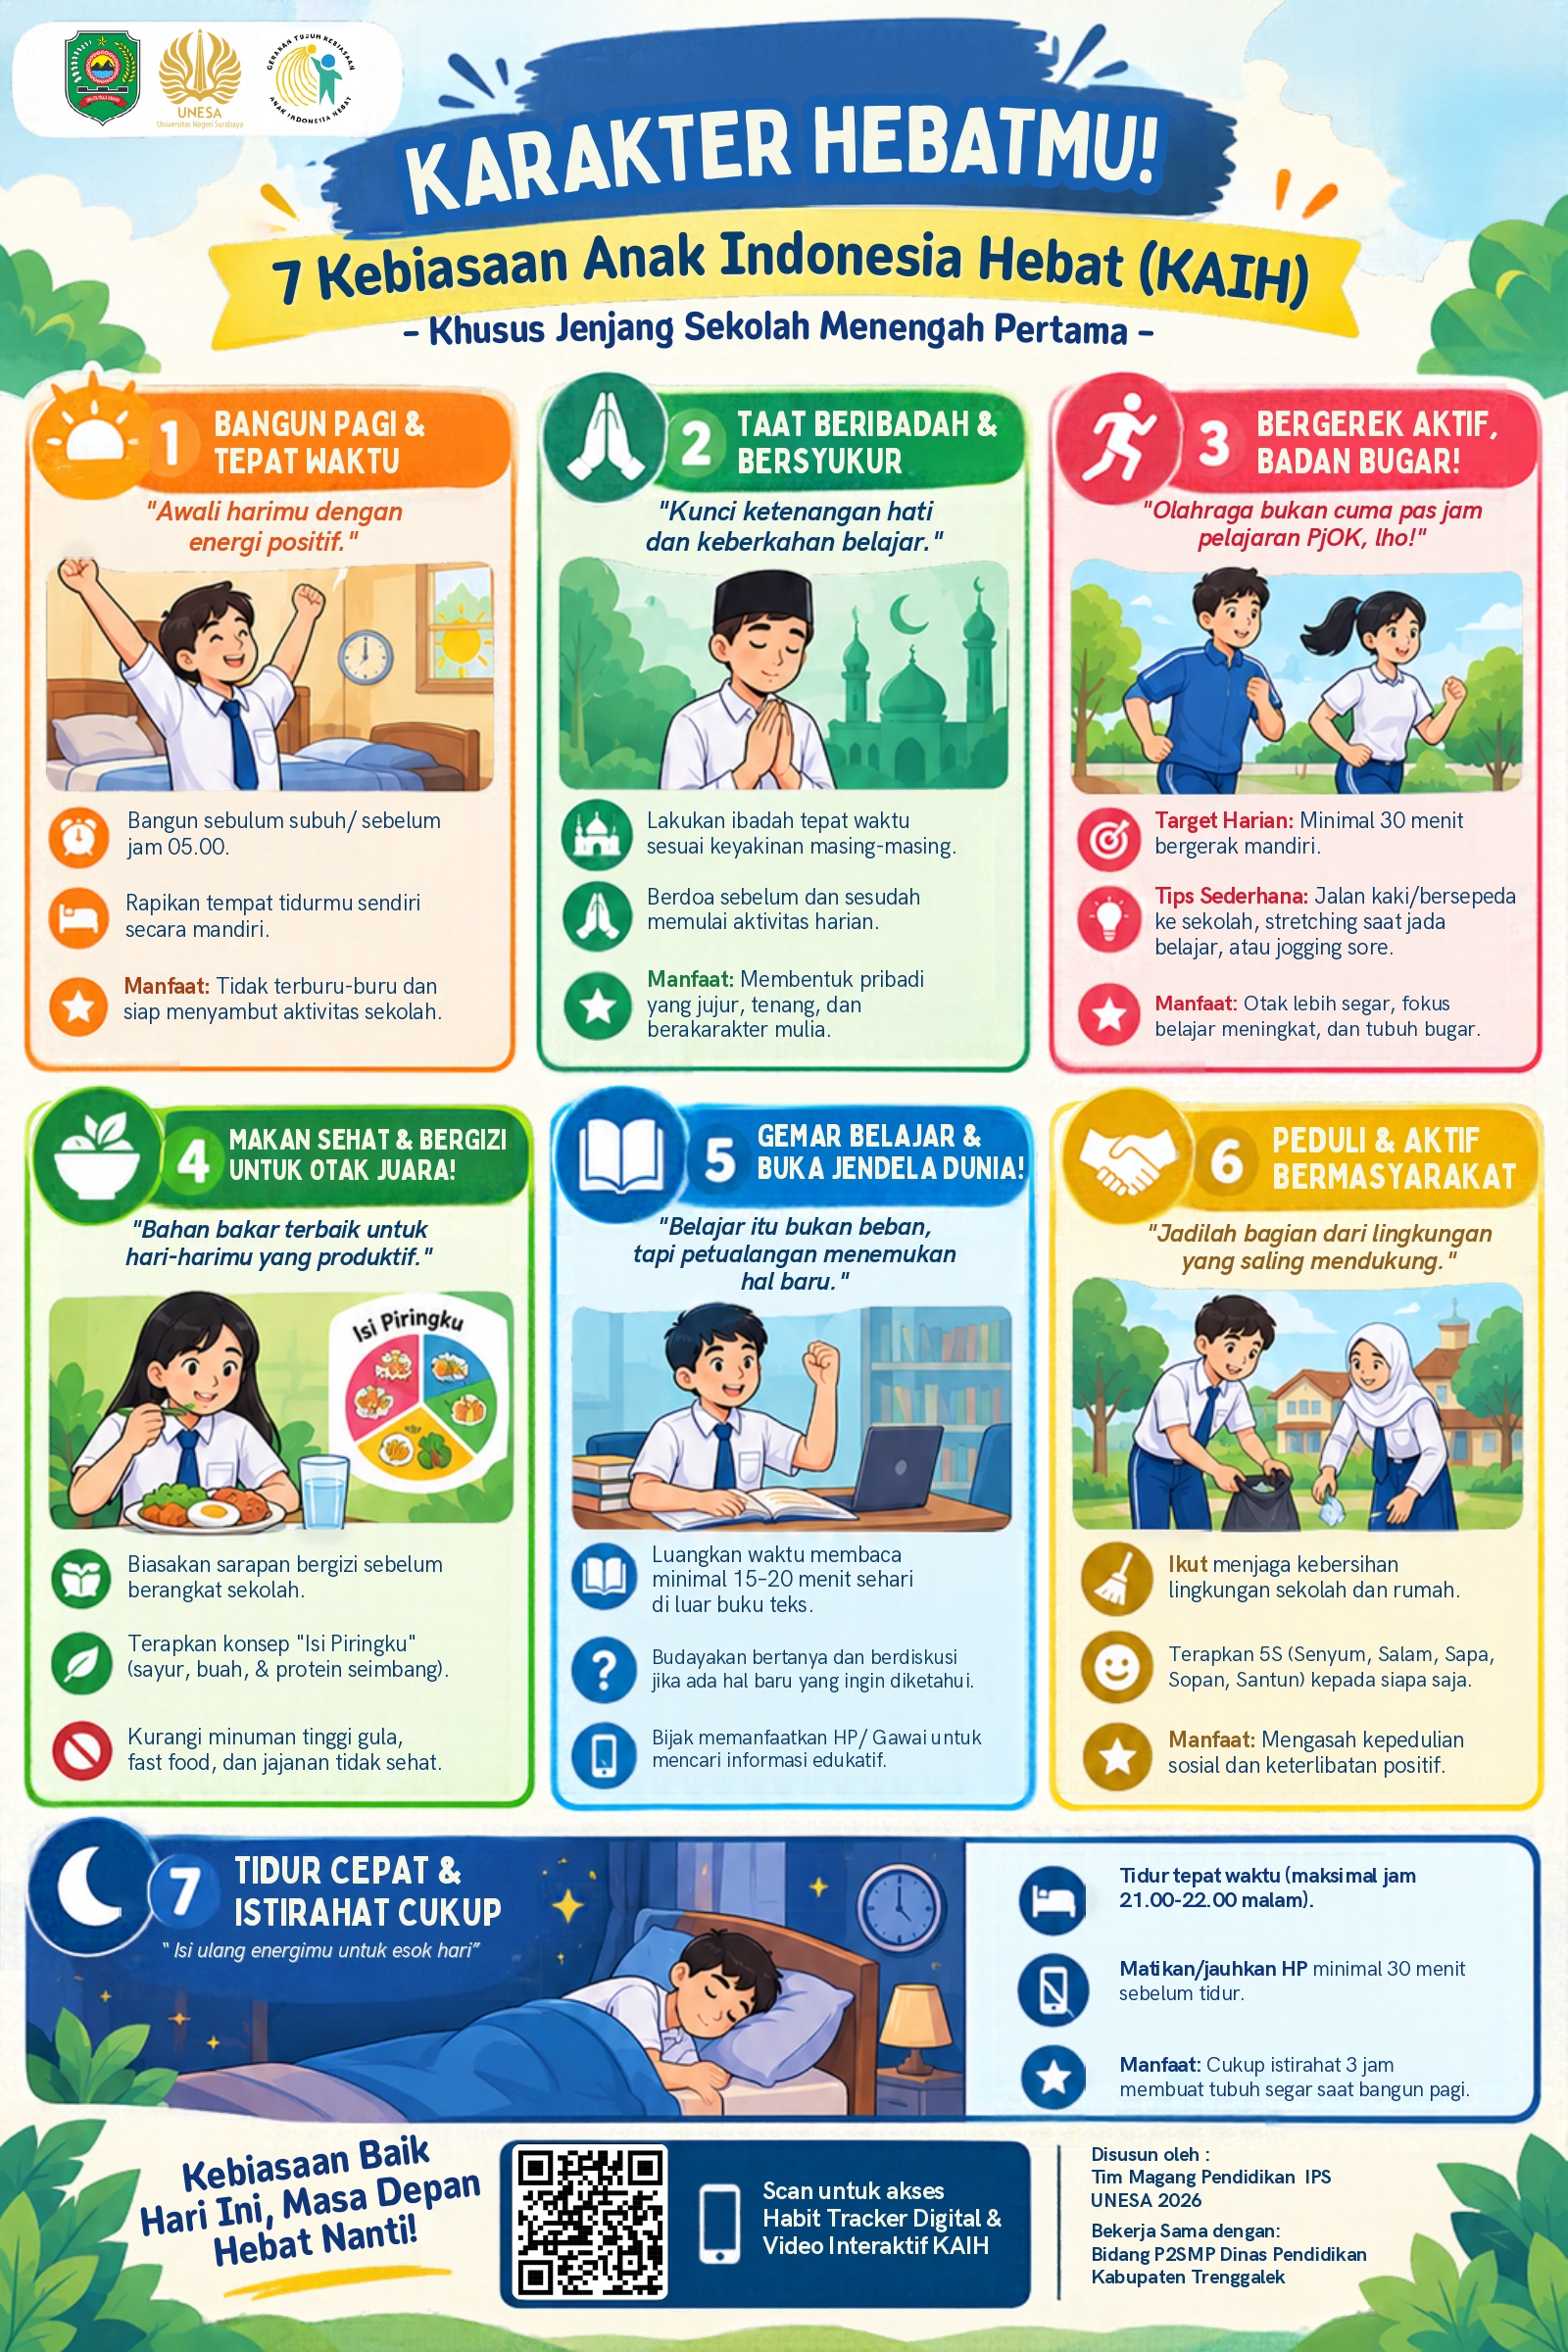 UNESA
Universitas Negeri Surabaya
GERAKAN TUJUH KEBIASAAN
ANAK INDONESIA HEBAT
KARAKTER HEBATMU!
7 Kebiasaan Anak Indonesia Hebat (KAIH)
- Khusus Jenjang Sekolah Menengah Pertama -
1
BANGUN PAGI &
TEPAT WAKTU
"Awali harimu dengan
energi positif."
Bangun sebulum subuh/ sebelum
jam 05.00.
Rapikan tempat tidurmu sendiri
secara mandiri.
Manfaat: Tidak terburu-buru dan
siap menyambut aktivitas sekolah.
2
TAAT BERIBADAH &
BERSYUKUR
"Kunci ketenangan hati
dan keberkahan belajar."
Lakukan ibadah tepat waktu
sesuai keyakinan masing-masing.
Berdoa sebelum dan sesudah
memulai aktivitas harian.
Manfaat: Membentuk pribadi
yang jujur, tenang, dan
berakarakter mulia.
3
BERGEREK AKTIF,
BADAN BUGAR!
"Olahraga bukan cuma pas jam
pelajaran PjOK, lho!"
Target Harian: Minimal 30 menit
bergerak mandiri.
Tips Sederhana: Jalan kaki/bersepeda
ke sekolah, stretching saat jada
belajar, atau jogging sore.
Manfaat: Otak lebih segar, fokus
belajar meningkat, dan tubuh bugar.
4
MAKAN SEHAT & BERGIZI
UNTUK OTAK JUARA!
"Bahan bakar terbaik untuk
hari-harimu yang produktif."
Isi Piringku
Biasakan sarapan bergizi sebelum
berangkat sekolah.
Terapkan konsep "Isi Piringku"
(sayur, buah, & protein seimbang).
Kurangi minuman tinggi gula,
fast food, dan jajanan tidak sehat.
5
GEMAR BELAJAR &
BUKA JENDELA DUNIA!
"Belajar itu bukan beban,
tapi petualangan menemukan
hal baru."
Luangkan waktu membaca
minimal 15-20 menit sehari
di luar buku teks.
?
Budayakan bertanya dan berdiskusi
jika ada hal baru yang ingin diketahui.
Bijak memanfaatkan HP/ Gawai untuk
mencari informasi edukatif.
6
PEDULI & AKTIF
BERMASYARAKAT
"Jadilah bagian dari lingkungan
yang saling mendukung."
Ikut menjaga kebersihan
lingkungan sekolah dan rumah.
Terapkan 5S (Senyum, Salam, Sapa,
Sopan, Santun) kepada siapa saja.
Manfaat: Mengasah kepedulian
sosial dan keterlibatan positif.
7
TIDUR CEPAT &
ISTIRAHAT CUKUP
" Isi ulang energimu untuk esok hari"
Tidur tepat waktu (maksimal jam
21.00-22.00 malam).
Matikan/jauhkan HP minimal 30 menit
sebelum tidur.
Manfaat: Cukup istirahat 3 jam
membuat tubuh segar saat bangun pagi.
Kebiasaan Baik
Hari Ini, Masa Depan
Hebat Nanti!
Scan untuk akses
Habit Tracker Digital &
Video Interaktif KAIH
Disusun oleh :
Tim Magang Pendidikan IPS
UNESA 2026
Bekerja Sama dengan:
Bidang P2SMP Dinas Pendidikan
Kabupaten Trenggalek